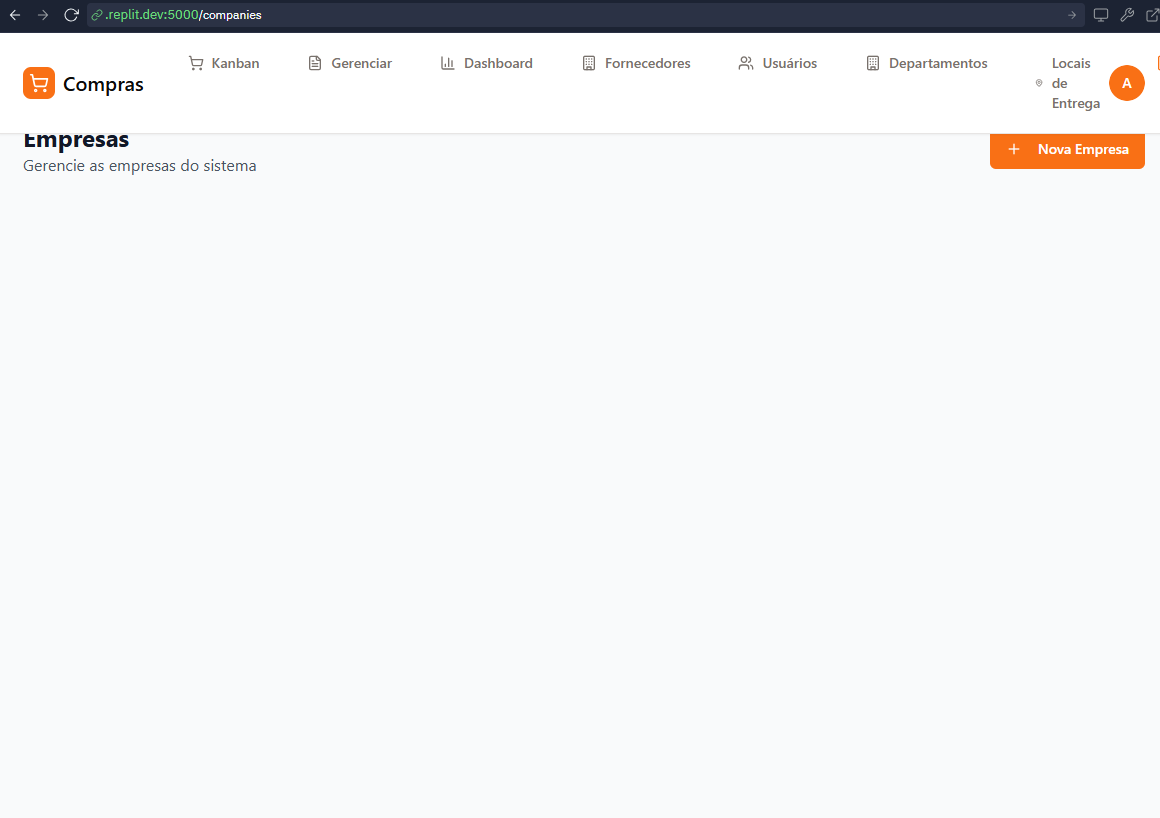 .replit.dev:5000/companies
Compras
Kanban
Gerenciar
Dashboard
Fornecedores
Usuários
Departamentos
Locais
de
Entrega
A
Empresas
Gerencie as empresas do sistema
Nova Empresa